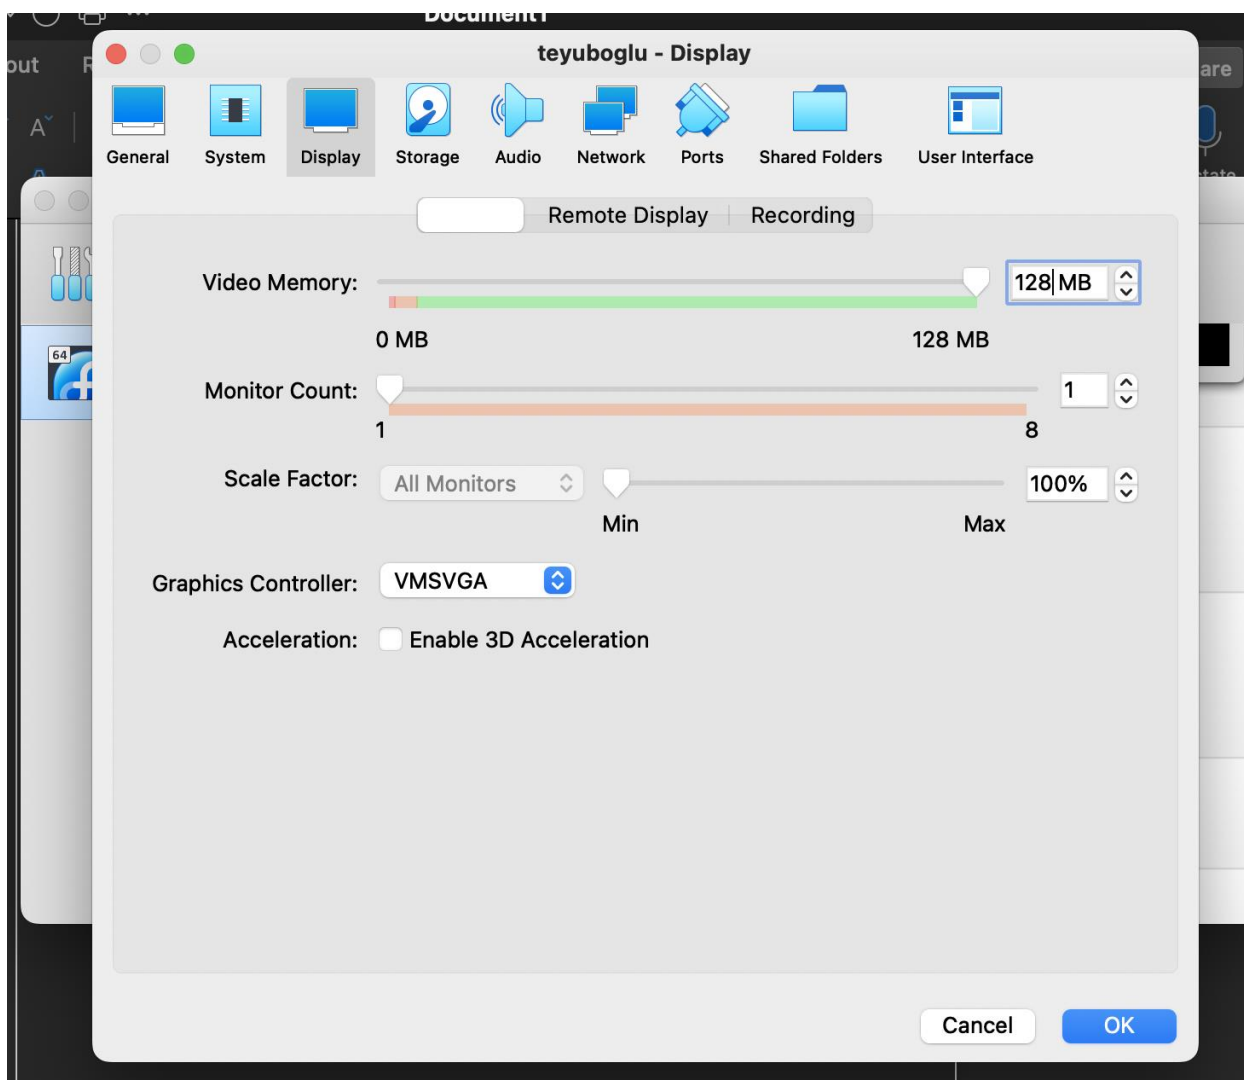 Document1
out
are
A
teyuboglu - Display
General System Display Storage Audio Network Ports Shared Folders User Interface
Remote Display Recording
Video Memory: 128 MB
0 MB 128 MB
64
Monitor Count: 1
1 8
Scale Factor: All Monitors 100%
Min Max
Graphics Controller: VMSVGA
Acceleration: Enable 3D Acceleration
Cancel OK